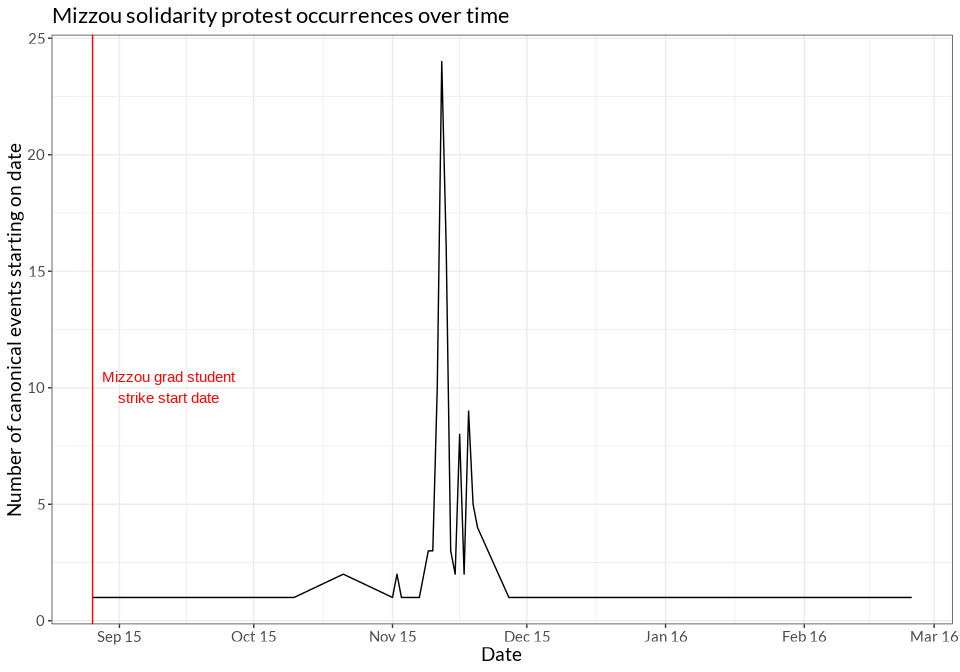 Mizzou solidarity protest occurrences over time
Number of canonical events starting on date
25
20
15
10
5
0
Mizzou grad student
strike start date
Sep 15
Oct 15
Nov 15
Dec 15
Jan 16
Feb 16
Mar 16
Date